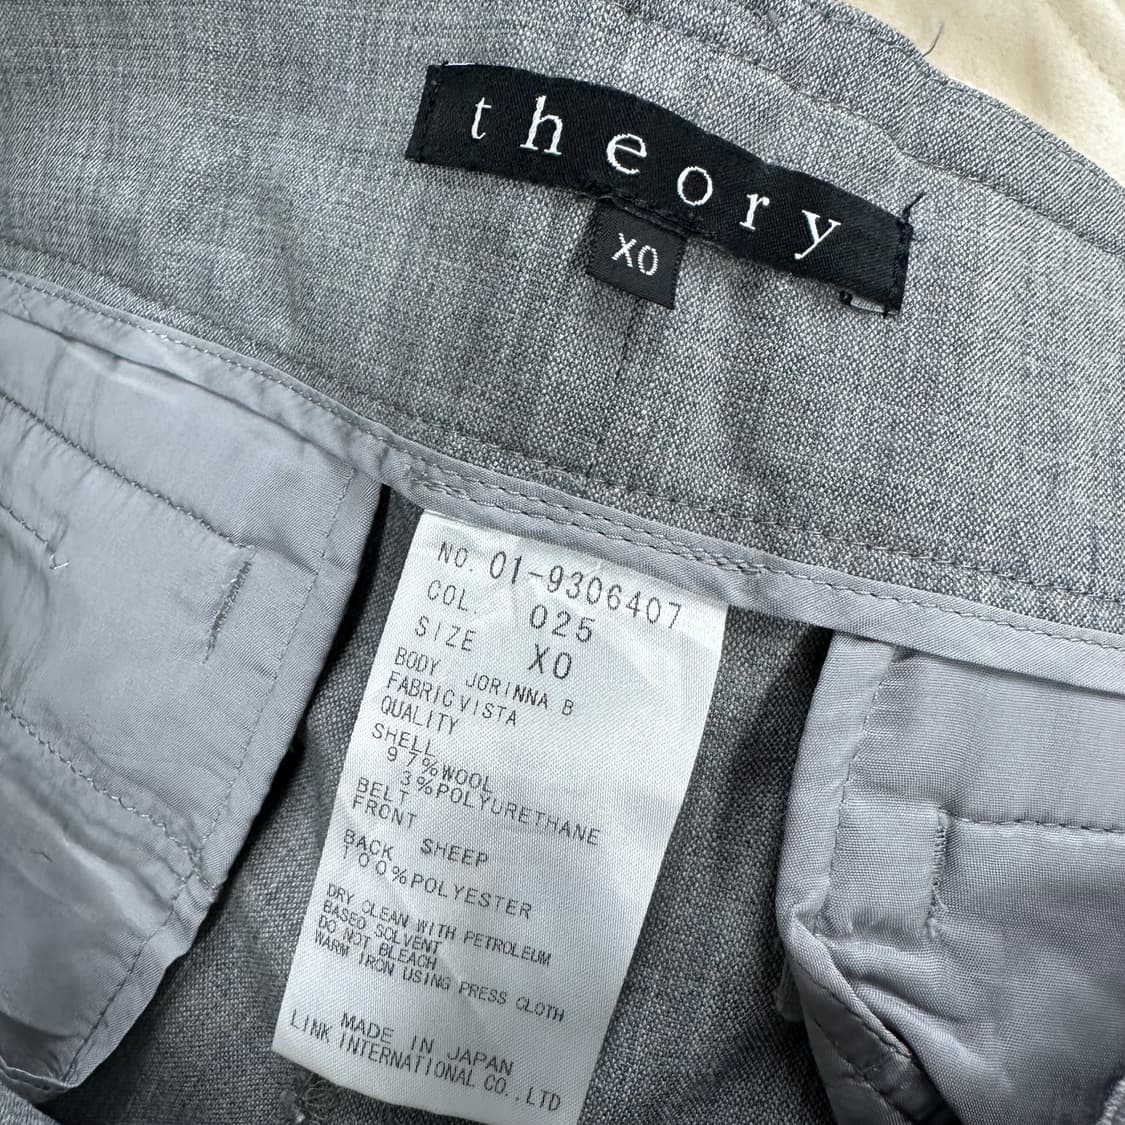 theory
XO
NO. 01-9306407
COL. 025
SIZE XO
BODY JORINNA B
FABRIC VISTA
QUALITY
SHELL
97%WOOL
3%POLYURETHANE
BELT
FRONT
SHEEP
BACK
100%POLYESTER
DRY CLEAN WITH PETROLEUM
BASED SOLVENT
DO NOT BLEACH
WARM IRON USING PRESS CLOTH
MADE IN JAPAN
LINK INTERNATIONAL CO.,LTD